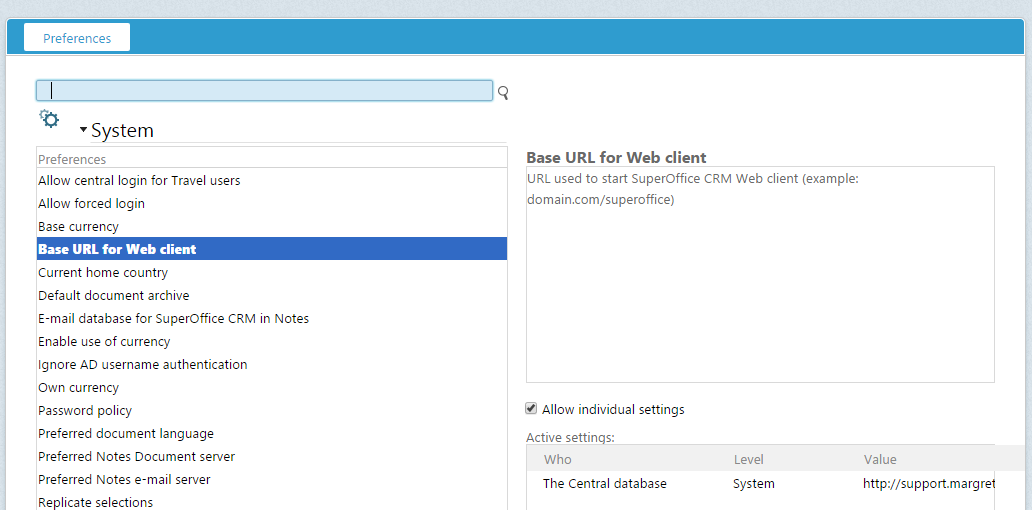 Preferences
System
Preferences
Allow central login for Travel users
Allow forced login
Base currency
Base URL for Web client
Current home country
Default document archive
E-mail database for SuperOffice CRM in Notes
Enable use of currency
Ignore AD username authentication
Own currency
Password policy
Preferred document language
Preferred Notes Document server
Preferred Notes e-mail server
Replicate selections
Base URL for Web client
URL used to start SuperOffice CRM Web client (example:
domain.com/superoffice)
Allow individual settings
Active settings:
Who Level Value
The Central database System http://support.margret